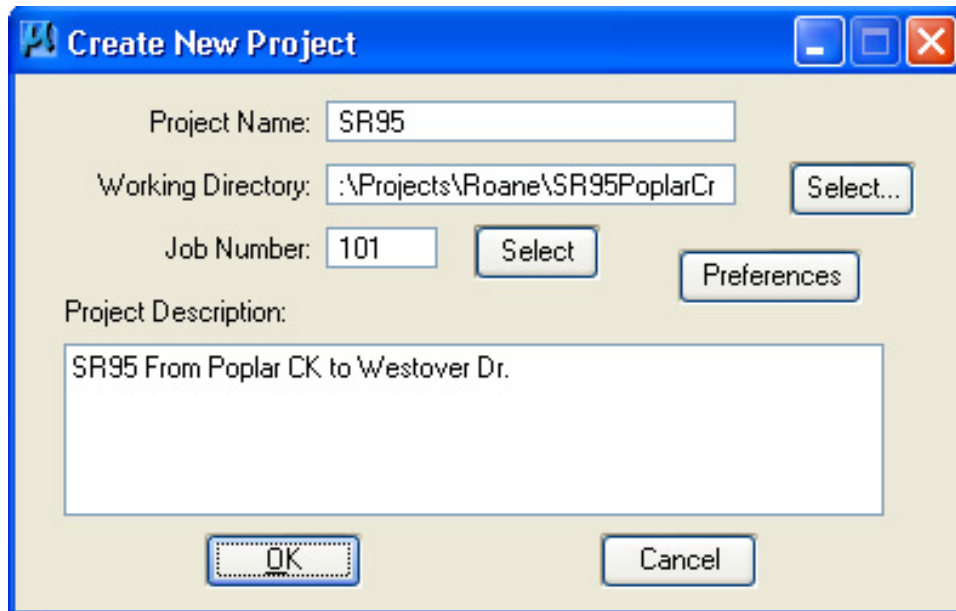 Create New Project
Project Name: SR95
Working Directory: :\Projects\Roane\SR95PoplarCr Select...
Job Number: 101 Select
Preferences
Project Description:
SR95 From Poplar CK to Westover Dr.
OK Cancel